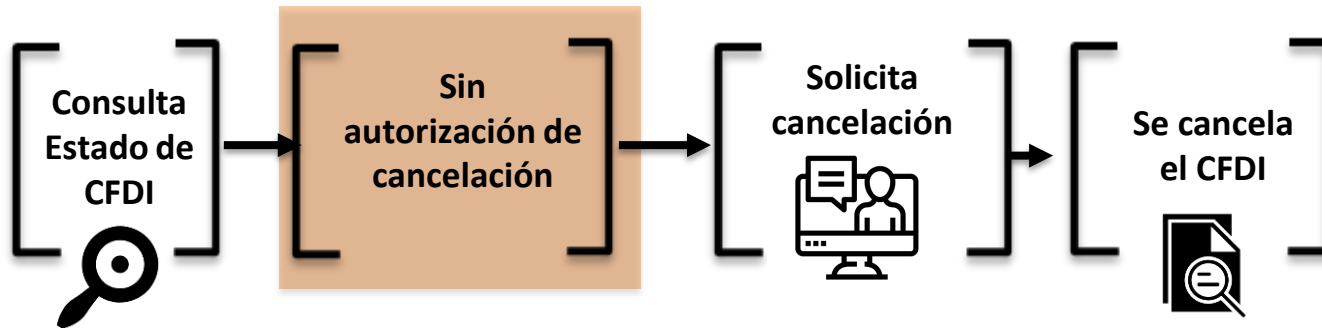 Consulta
Estado de
CFDI
Sin
autorización de
cancelación
Solicita
cancelación
Se cancela
el CFDI